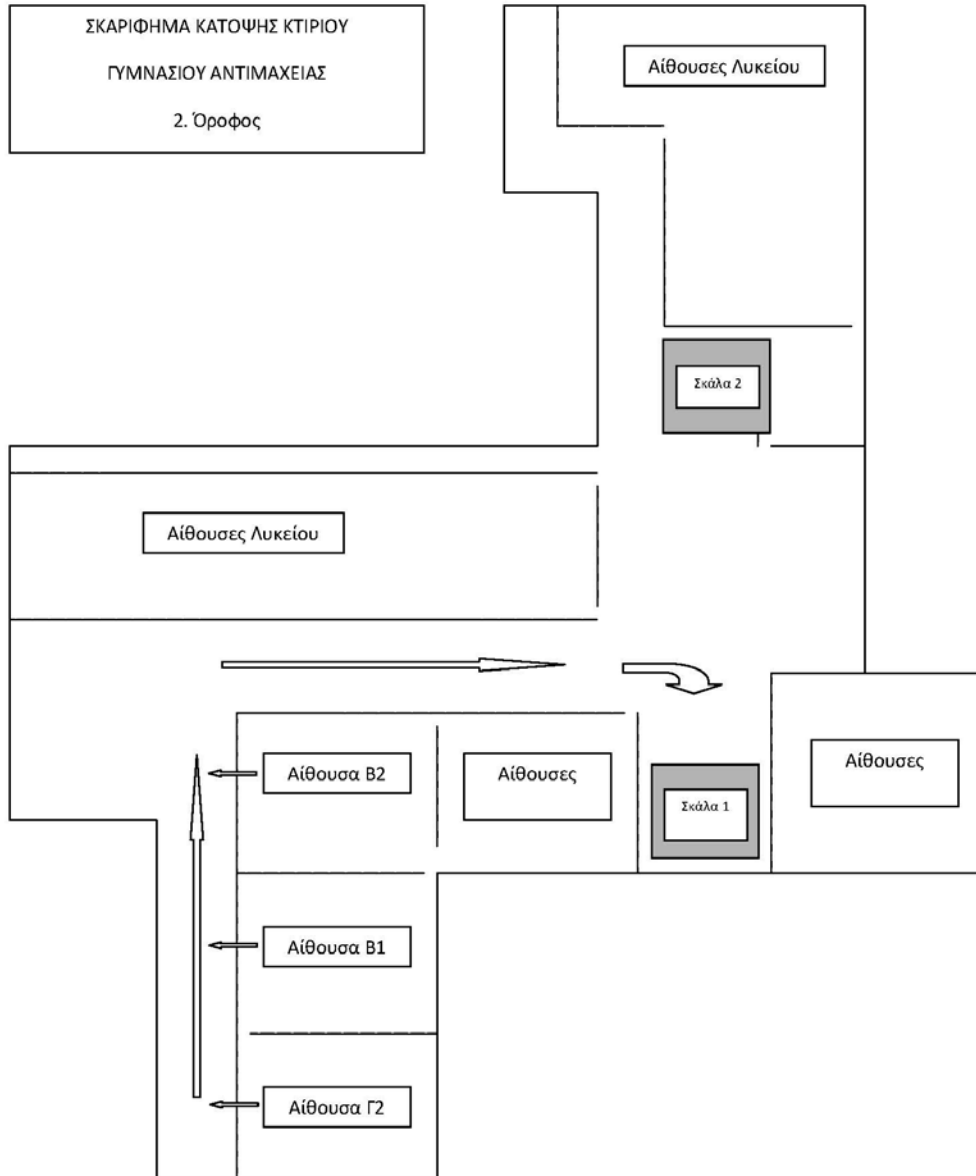 ΣΚΑΡΙΦΗΜΑ ΚΑΤΟΨΗΣ ΚΤΙΡΙΟΥ
ΓΥΜΝΑΣΙΟΥ ΑΝΤΙΜΑΧΕΙΑΣ
2. Όροφος
Αίθουσες Λυκείου
Σκάλα 2
Αίθουσες Λυκείου
Αίθουσα Β2
Αίθουσες
Σκάλα 1
Αίθουσες
Αίθουσα Β1
Αίθουσα Γ2